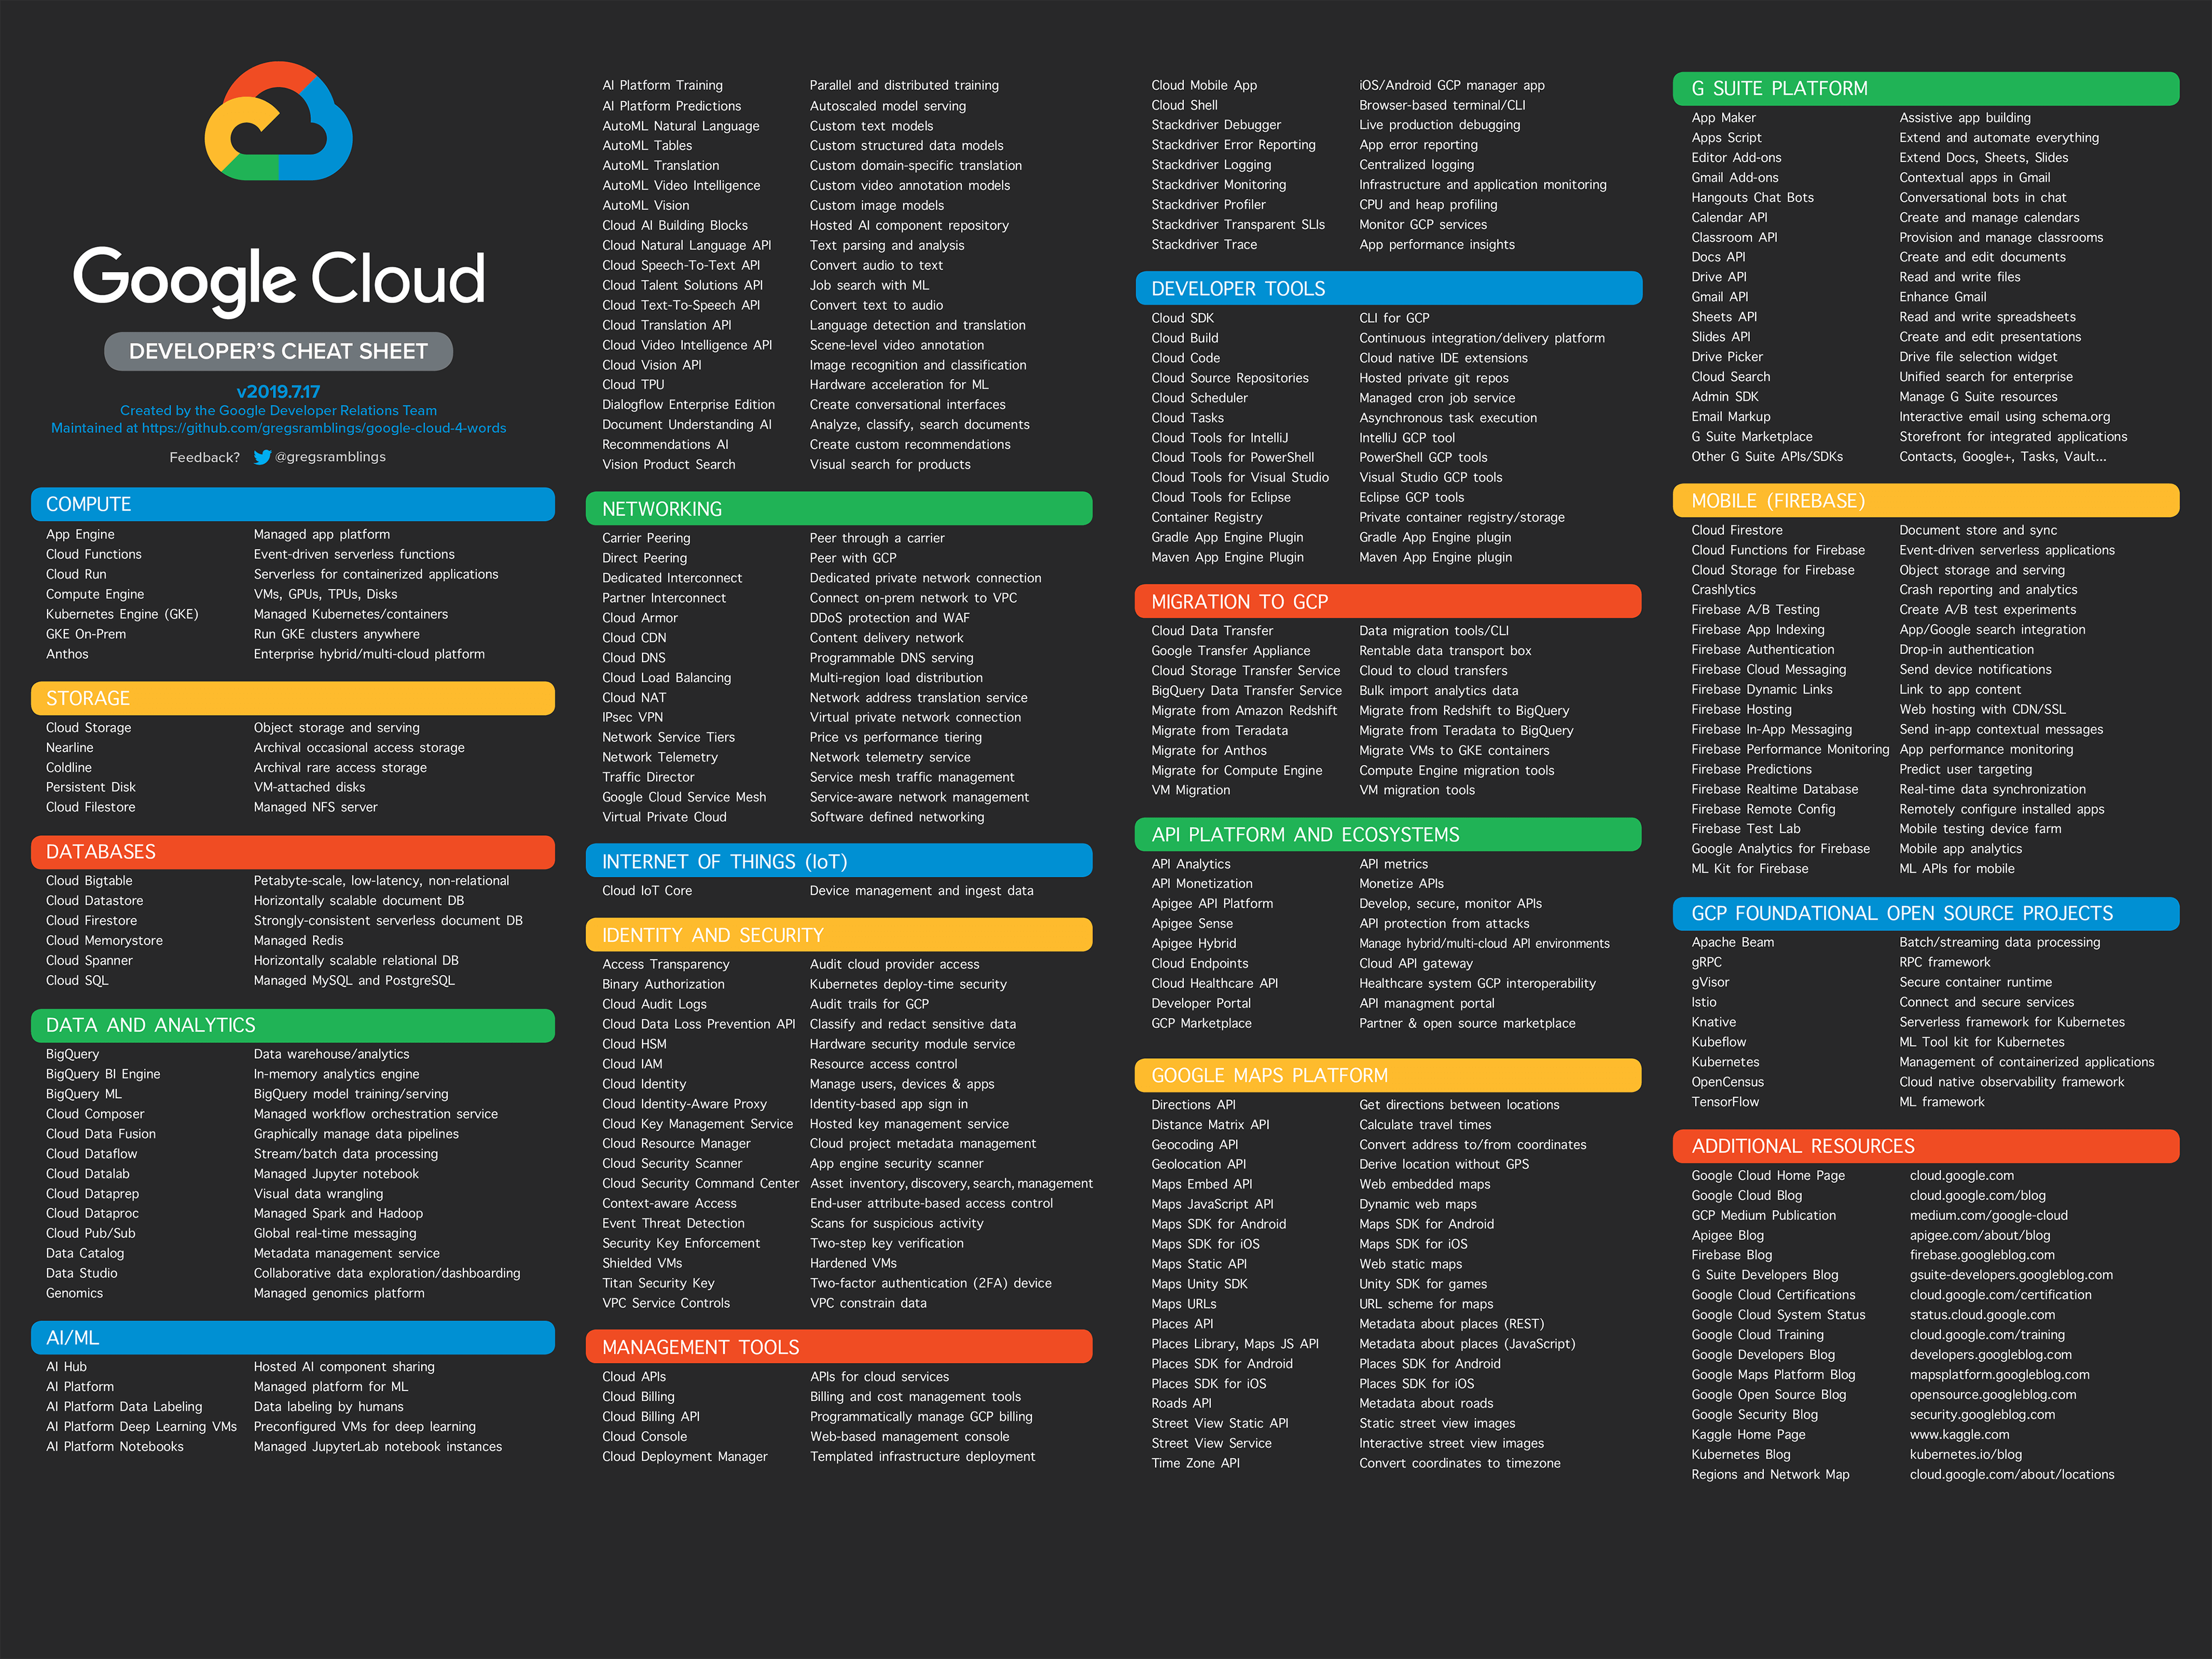 Google Cloud
DEVELOPER'S CHEAT SHEET
v2019.7.17
Created by the Google Developer Relations Team
Maintained at https://github.com/gregsramblings/google-cloud-4-words
Feedback? @gregsramblings
COMPUTE
App Engine Managed app platform
Cloud Functions Event-driven serverless functions
Cloud Run Serverless for containerized applications
Compute Engine VMs, GPUs, TPUs, Disks
Kubernetes Engine (GKE) Managed Kubernetes/containers
GKE On-Prem Run GKE clusters anywhere
Anthos Enterprise hybrid/multi-cloud platform
STORAGE
Cloud Storage Object storage and serving
Nearline Archival occasional access storage
Coldline Archival rare access storage
Persistent Disk VM-attached disks
Cloud Filestore Managed NFS server
DATABASES
Cloud Bigtable Petabyte-scale, low-latency, non-relational
Cloud Datastore Horizontally scalable document DB
Cloud Firestore Strongly-consistent serverless document DB
Cloud Memorystore Managed Redis
Cloud Spanner Horizontally scalable relational DB
Cloud SQL Managed MySQL and PostgreSQL
DATA AND ANALYTICS
BigQuery Data warehouse/analytics
BigQuery BI Engine In-memory analytics engine
BigQuery ML BigQuery model training/serving
Cloud Composer Managed workflow orchestration service
Cloud Data Fusion Graphically manage data pipelines
Cloud Dataflow Stream/batch data processing
Cloud Datalab Managed Jupyter notebook
Cloud Dataprep Visual data wrangling
Cloud Dataproc Managed Spark and Hadoop
Cloud Pub/Sub Global real-time messaging
Data Catalog Metadata management service
Data Studio Collaborative data exploration/dashboarding
Genomics Managed genomics platform
AI/ML
AI Hub Hosted AI component sharing
AI Platform Managed platform for ML
AI Platform Data Labeling Data labeling by humans
AI Platform Deep Learning VMs Preconfigured VMs for deep learning
AI Platform Notebooks Managed JupyterLab notebook instances
AI Platform Training Parallel and distributed training
AI Platform Predictions Autoscaled model serving
AutoML Natural Language Custom text models
AutoML Tables Custom structured data models
AutoML Translation Custom domain-specific translation
AutoML Video Intelligence Custom video annotation models
AutoML Vision Custom image models
Cloud AI Building Blocks Hosted AI component repository
Cloud Natural Language API Text parsing and analysis
Cloud Speech-To-Text API Convert audio to text
Cloud Talent Solutions API Job search with ML
Cloud Text-To-Speech API Convert text to audio
Cloud Translation API Language detection and translation
Cloud Video Intelligence API Scene-level video annotation
Cloud Vision API Image recognition and classification
Cloud TPU Hardware acceleration for ML
Dialogflow Enterprise Edition Create conversational interfaces
Document Understanding AI Analyze, classify, search documents
Recommendations AI Create custom recommendations
Vision Product Search Visual search for products
NETWORKING
Carrier Peering Peer through a carrier
Direct Peering Peer with GCP
Dedicated Interconnect Dedicated private network connection
Partner Interconnect Connect on-prem network to VPC
Cloud Armor DDoS protection and WAF
Cloud CDN Content delivery network
Cloud DNS Programmable DNS serving
Cloud Load Balancing Multi-region load distribution
Cloud NAT Network address translation service
IPsec VPN Virtual private network connection
Network Service Tiers Price vs performance tiering
Network Telemetry Network telemetry service
Traffic Director Service mesh traffic management
Google Cloud Service Mesh Service-aware network management
Virtual Private Cloud Software defined networking
INTERNET OF THINGS (IoT)
Cloud IoT Core Device management and ingest data
IDENTITY AND SECURITY
Access Transparency Audit cloud provider access
Binary Authorization Kubernetes deploy-time security
Cloud Audit Logs Audit trails for GCP
Cloud Data Loss Prevention API Classify and redact sensitive data
Cloud HSM Hardware security module service
Cloud IAM Resource access control
Cloud Identity Manage users, devices & apps
Cloud Identity-Aware Proxy Identity-based app sign in
Cloud Key Management Service Hosted key management service
Cloud Resource Manager Cloud project metadata management
Cloud Security Scanner App engine security scanner
Cloud Security Command Center Asset inventory, discovery, search, management
Context-aware Access End-user attribute-based access control
Event Threat Detection Scans for suspicious activity
Security Key Enforcement Two-step key verification
Shielded VMs Hardened VMs
Titan Security Key Two-factor authentication (2FA) device
VPC Service Controls VPC constrain data
MANAGEMENT TOOLS
Cloud APIs APIs for cloud services
Cloud Billing Billing and cost management tools
Cloud Billing API Programmatically manage GCP billing
Cloud Console Web-based management console
Cloud Deployment Manager Templated infrastructure deployment
Cloud Mobile App iOS/Android GCP manager app
Cloud Shell Browser-based terminal/CLI
Stackdriver Debugger Live production debugging
Stackdriver Error Reporting App error reporting
Stackdriver Logging Centralized logging
Stackdriver Monitoring Infrastructure and application monitoring
Stackdriver Profiler CPU and heap profiling
Stackdriver Transparent SLIs Monitor GCP services
Stackdriver Trace App performance insights
DEVELOPER TOOLS
Cloud SDK CLI for GCP
Cloud Build Continuous integration/delivery platform
Cloud Code Cloud native IDE extensions
Cloud Source Repositories Hosted private git repos
Cloud Scheduler Managed cron job service
Cloud Tasks Asynchronous task execution
Cloud Tools for IntelliJ IntelliJ GCP tool
Cloud Tools for PowerShell PowerShell GCP tools
Cloud Tools for Visual Studio Visual Studio GCP tools
Cloud Tools for Eclipse Eclipse GCP tools
Container Registry Private container registry/storage
Gradle App Engine Plugin Gradle App Engine plugin
Maven App Engine Plugin Maven App Engine plugin
MIGRATION TO GCP
Cloud Data Transfer Data migration tools/CLI
Google Transfer Appliance Rentable data transport box
Cloud Storage Transfer Service Cloud to cloud transfers
BigQuery Data Transfer Service Bulk import analytics data
Migrate from Amazon Redshift Migrate from Redshift to BigQuery
Migrate from Teradata Migrate from Teradata to BigQuery
Migrate for Anthos Migrate VMs to GKE containers
Migrate for Compute Engine Compute Engine migration tools
VM Migration VM migration tools
API PLATFORM AND ECOSYSTEMS
API Analytics API metrics
API Monetization Monetize APIs
Apigee API Platform Develop, secure, monitor APIs
Apigee Sense API protection from attacks
Apigee Hybrid Manage hybrid/multi-cloud API environments
Cloud Endpoints Cloud API gateway
Cloud Healthcare API Healthcare system GCP interoperability
Developer Portal API managment portal
GCP Marketplace Partner & open source marketplace
GOOGLE MAPS PLATFORM
Directions API Get directions between locations
Distance Matrix API Calculate travel times
Geocoding API Convert address to/from coordinates
Geolocation API Derive location without GPS
Maps Embed API Web embedded maps
Maps JavaScript API Dynamic web maps
Maps SDK for Android Maps SDK for Android
Maps SDK for iOS Maps SDK for iOS
Maps Static API Web static maps
Maps Unity SDK Unity SDK for games
Maps URLs URL scheme for maps
Places API Metadata about places (REST)
Places Library, Maps JS API Metadata about places (JavaScript)
Places SDK for Android Places SDK for Android
Places SDK for iOS Places SDK for iOS
Roads API Metadata about roads
Street View Static API Static street view images
Street View Service Interactive street view images
Time Zone API Convert coordinates to timezone
G SUITE PLATFORM
App Maker Assistive app building
Apps Script Extend and automate everything
Editor Add-ons Extend Docs, Sheets, Slides
Gmail Add-ons Contextual apps in Gmail
Hangouts Chat Bots Conversational bots in chat
Calendar API Create and manage calendars
Classroom API Provision and manage classrooms
Docs API Create and edit documents
Drive API Read and write files
Gmail API Enhance Gmail
Sheets API Read and write spreadsheets
Slides API Create and edit presentations
Drive Picker Drive file selection widget
Cloud Search Unified search for enterprise
Admin SDK Manage G Suite resources
Email Markup Interactive email using schema.org
G Suite Marketplace Storefront for integrated applications
Other G Suite APIs/SDKs Contacts, Google+, Tasks, Vault...
MOBILE (FIREBASE)
Cloud Firestore Document store and sync
Cloud Functions for Firebase Event-driven serverless applications
Cloud Storage for Firebase Object storage and serving
Crashlytics Crash reporting and analytics
Firebase A/B Testing Create A/B test experiments
Firebase App Indexing App/Google search integration
Firebase Authentication Drop-in authentication
Firebase Cloud Messaging Send device notifications
Firebase Dynamic Links Link to app content
Firebase Hosting Web hosting with CDN/SSL
Firebase In-App Messaging Send in-app contextual messages
Firebase Performance Monitoring App performance monitoring
Firebase Predictions Predict user targeting
Firebase Realtime Database Real-time data synchronization
Firebase Remote Config Remotely configure installed apps
Firebase Test Lab Mobile testing device farm
Google Analytics for Firebase Mobile app analytics
ML Kit for Firebase ML APIs for mobile
GCP FOUNDATIONAL OPEN SOURCE PROJECTS
Apache Beam Batch/streaming data processing
gRPC RPC framework
gVisor Secure container runtime
Istio Connect and secure services
Knative Serverless framework for Kubernetes
Kubeflow ML Tool kit for Kubernetes
Kubernetes Management of containerized applications
OpenCensus Cloud native observability framework
TensorFlow ML framework
ADDITIONAL RESOURCES
Google Cloud Home Page cloud.google.com
Google Cloud Blog cloud.google.com/blog
GCP Medium Publication medium.com/google-cloud
Apigee Blog apigee.com/about/blog
Firebase Blog firebase.googleblog.com
G Suite Developers Blog gsuite-developers.googleblog.com
Google Cloud Certifications cloud.google.com/certification
Google Cloud System Status status.cloud.google.com
Google Cloud Training cloud.google.com/training
Google Developers Blog developers.googleblog.com
Google Maps Platform Blog mapsplatform.googleblog.com
Google Open Source Blog opensource.googleblog.com
Google Security Blog security.googleblog.com
Kaggle Home Page www.kaggle.com
Kubernetes Blog kubernetes.io/blog
Regions and Network Map cloud.google.com/about/locations